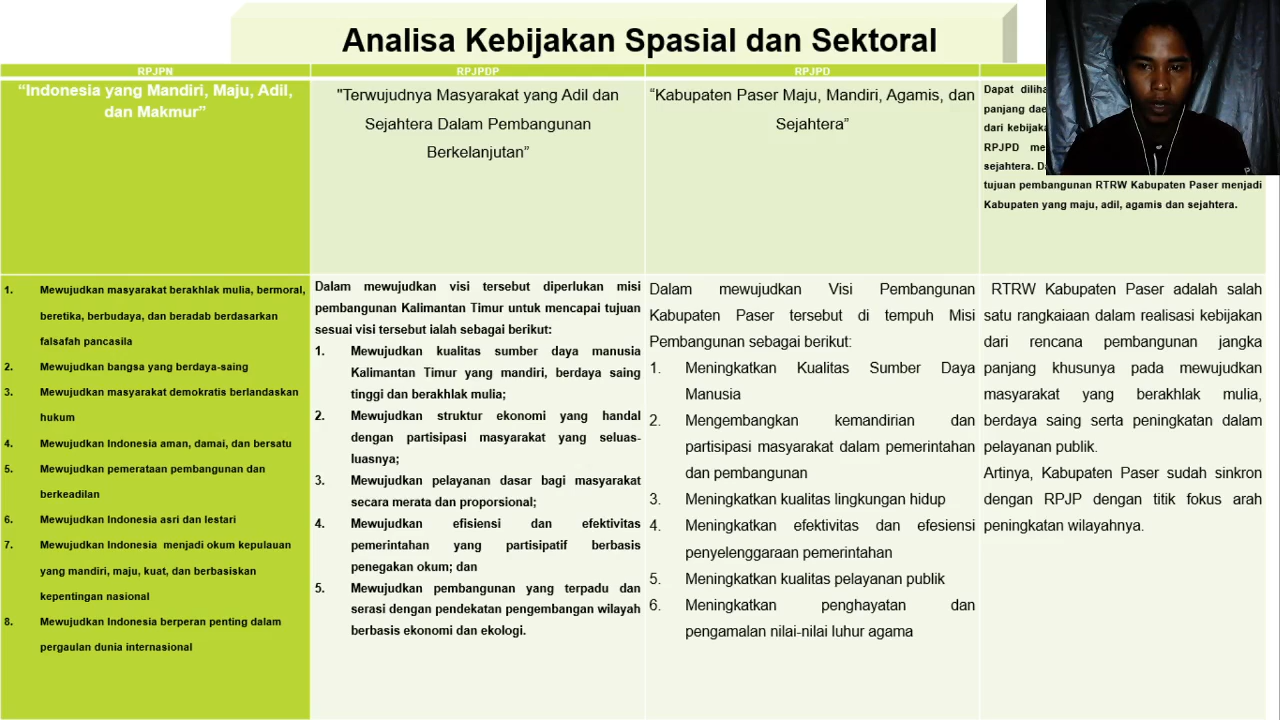 Analisa Kebijakan Spasial dan Sektoral
RPJPN
RPJPDP
RPJPD
“Indonesia yang Mandiri, Maju, Adil,
dan Makmur”
"Terwujudnya Masyarakat yang Adil dan
Sejahtera Dalam Pembangunan
Berkelanjutan”
“Kabupaten Paser Maju, Mandiri, Agamis, dan
Sejahtera”
Dapat
panjang
dari
RPJPD
sejahtera.
tujuan pembangunan RTRW Kabupaten Paser menjadi
Kabupaten yang maju, adil, agamis dan sejahtera.
1. Mewujudkan masyarakat berakhlak mulia, bermoral,
beretika, berbudaya, dan beradab berdasarkan
falsafah pancasila
2. Mewujudkan bangsa yang berdaya-saing
3. Mewujudkan masyarakat demokratis berlandaskan
hukum
4. Mewujudkan Indonesia aman, damai, dan bersatu
5. Mewujudkan pemerataan pembangunan dan
berkeadilan
6. Mewujudkan Indonesia asri dan lestari
7. Mewujudkan Indonesia menjadi okum kepulauan
yang mandiri, maju, kuat, dan berbasiskan
kepentingan nasional
8. Mewujudkan Indonesia berperan penting dalam
pergaulan dunia internasional
Dalam mewujudkan visi tersebut diperlukan misi
pembangunan Kalimantan Timur untuk mencapai tujuan
sesuai visi tersebut ialah sebagai berikut:
1. Mewujudkan kualitas sumber daya manusia
Kalimantan Timur yang mandiri, berdaya saing
tinggi dan berakhlak mulia;
2. Mewujudkan struktur ekonomi yang handal
dengan partisipasi masyarakat yang seluas-
luasnya;
3. Mewujudkan pelayanan dasar bagi masyarakat
secara merata dan proporsional;
4. Mewujudkan efisiensi dan efektivitas
pemerintahan yang partisipatif berbasis
penegakan okum; dan
5. Mewujudkan pembangunan yang terpadu dan
serasi dengan pendekatan pengembangan wilayah
berbasis ekonomi dan ekologi.
Dalam mewujudkan Visi Pembangunan
Kabupaten Paser tersebut di tempuh Misi
Pembangunan sebagai berikut:
1. Meningkatkan Kualitas Sumber Daya
Manusia
2. Mengembangkan kemandirian dan
partisipasi masyarakat dalam pemerintahan
dan pembangunan
3. Meningkatkan kualitas lingkungan hidup
4. Meningkatkan efektivitas dan efesiensi
penyelenggaraan pemerintahan
5. Meningkatkan kualitas pelayanan publik
6. Meningkatkan penghayatan dan
pengamalan nilai-nilai luhur agama
RTRW Kabupaten Paser adalah salah
satu rangkaiaan dalam realisasi kebijakan
dari rencana pembangunan jangka
panjang khusunya pada mewujudkan
masyarakat yang berakhlak mulia,
berdaya saing serta peningkatan dalam
pelayanan publik.
Artinya, Kabupaten Paser sudah sinkron
dengan RPJP dengan titik fokus arah
peningkatan wilayahnya.